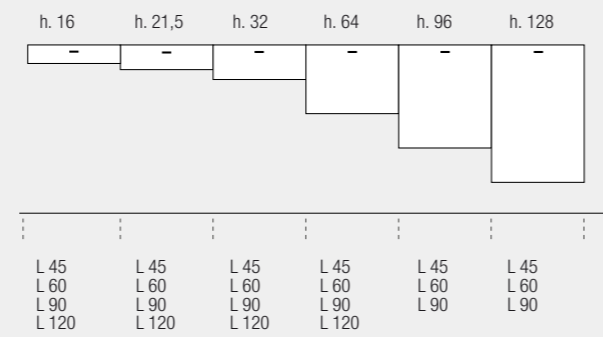 h. 16 h. 21,5 h. 32 h. 64 h. 96 h. 128
L 45 L 45 L 45 L 45 L 45 L 45
L 60 L 60 L 60 L 60 L 60 L 60
L 90 L 90 L 90 L 90 L 90 L 90
L 120 L 120 L 120 L 120